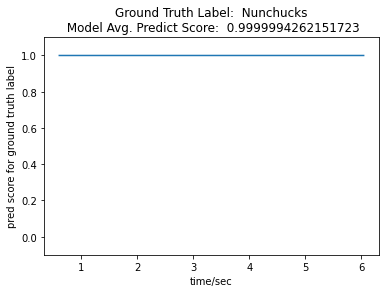 Ground Truth Label:  Nunchucks
Model Avg. Predict Score:  0.9999994262151723
1.0
0.8
0.6
0.4
0.2
0.0
pred score for ground truth label
1 2 3 4 5 6
time/sec